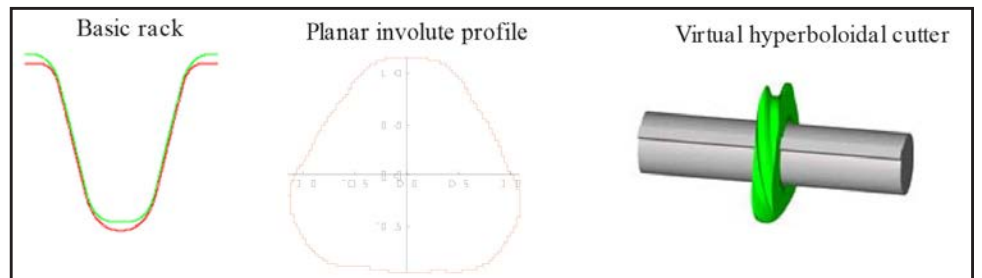 Basic rack
Planar involute profile
Virtual hyperboloidal cutter